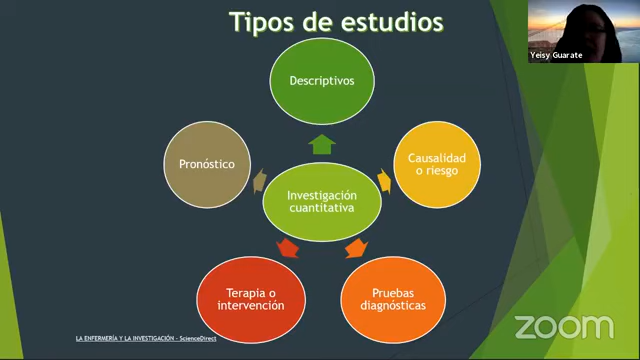 Tipos de estudios
Yeisy Guarate
Descriptivos
Pronóstico
Causalidad
o riesgo
Investigación
cuantitativa
Terapia o
intervención
Pruebas
diagnósticas
LA ENFERMERÍA Y LA INVESTIGACIÓN - ScienceDirect
zoom